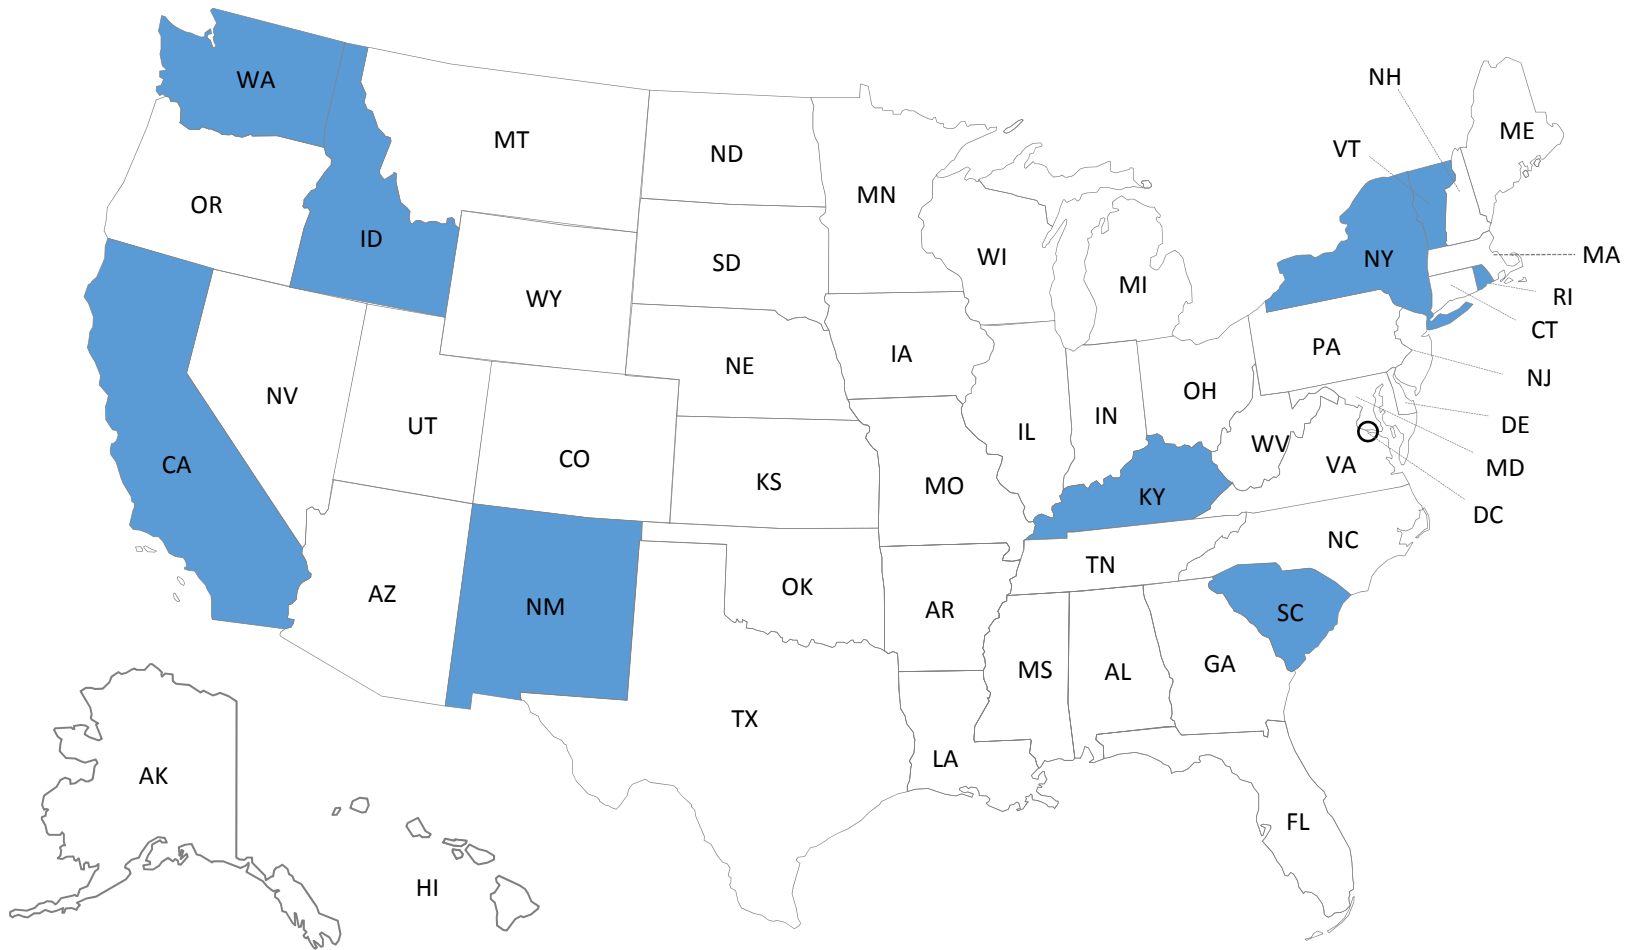 NH
WA
ME
MT
VT
ND
MN
OR
ID
NY
MA
WI
SD
MI
WY
RI
CT
PA
IA
NE
NJ
OH
NV
IN
UT
DE
IL
WV
CO
CA
VA
MD
KS
MO
KY
DC
NC
TN
OK
AZ
NM
AR
SC
GA
MS
AL
TX
LA
AK
FL
HI